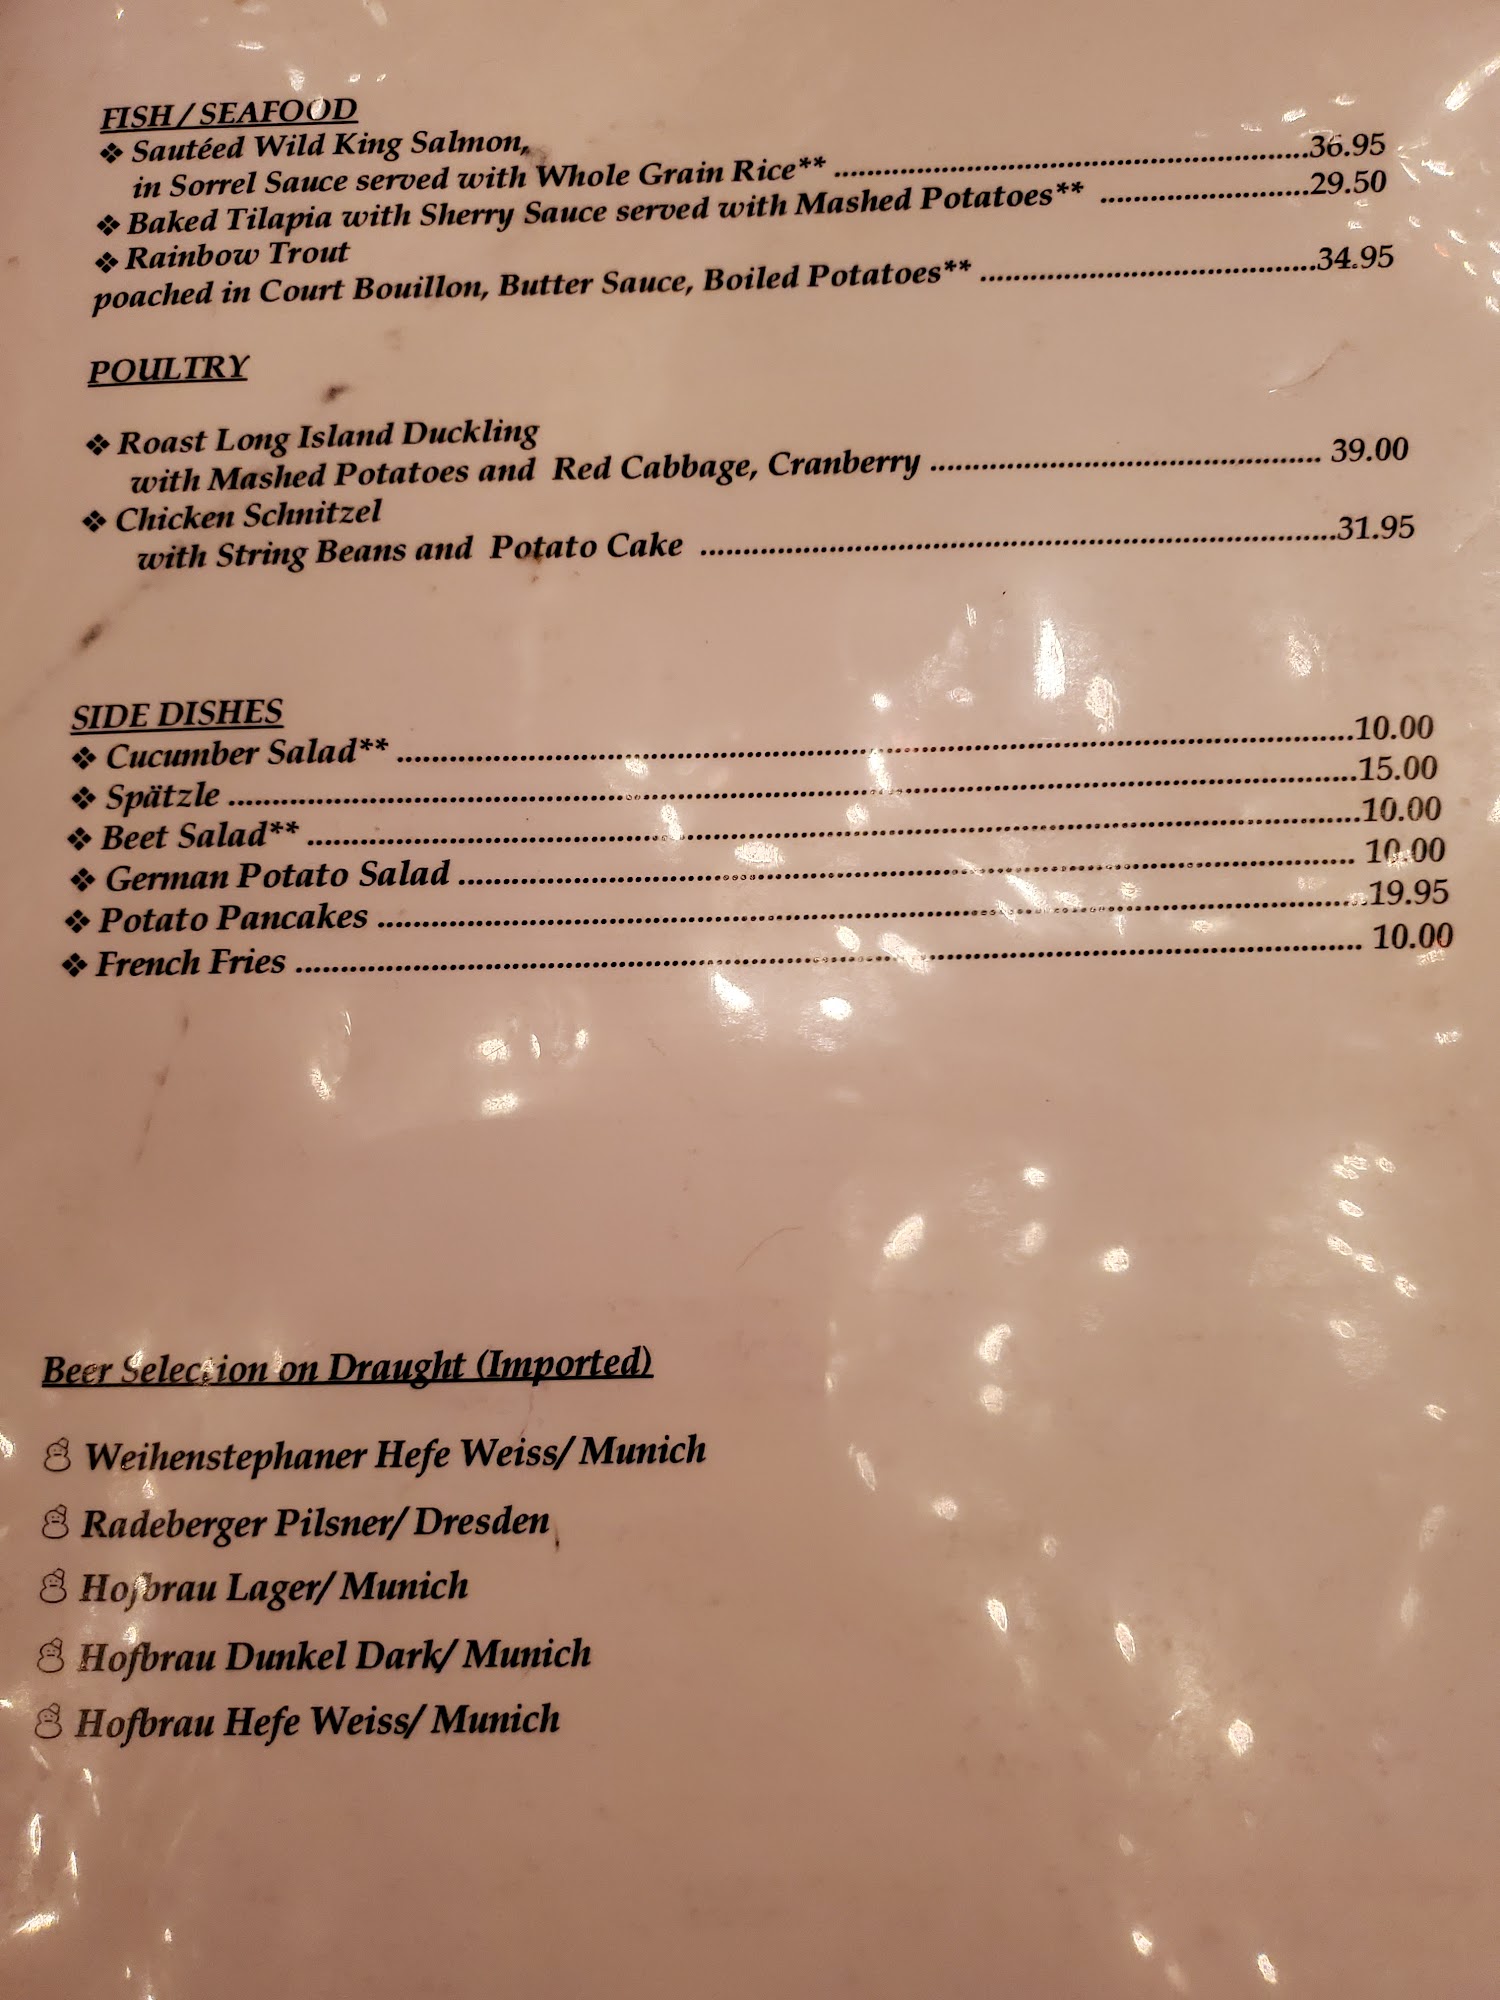 FISH / SEAFOOD
❖ Sautéed Wild King Salmon,
in Sorrel Sauce served with Whole Grain Rice** ........................................................36.95
❖ Baked Tilapia with Sherry Sauce served with Mashed Potatoes** .........................29.50
❖ Rainbow Trout
poached in Court Bouillon, Butter Sauce, Boiled Potatoes** ........................................34.95
POULTRY
❖ Roast Long Island Duckling
with Mashed Potatoes and Red Cabbage, Cranberry ............................................. 39.00
❖ Chicken Schnitzel
with String Beans and Potato Cake .........................................................................31.95
SIDE DISHES
❖ Cucumber Salad** .............................................................................................................10.00
❖ Spätzle .................................................................................................................................15.00
❖ Beet Salad** ........................................................................................................................10.00
❖ German Potato Salad ...................................................................................................... 10.00
❖ Potato Pancakes .................................................................................................................19.95
❖ French Fries ........................................................................................................................ 10.00
Beer Selection on Draught (Imported)
☃ Weihenstephaner Hefe Weiss/ Munich
☃ Radeberger Pilsner/ Dresden
☃ Hofbrau Lager/ Munich
☃ Hofbrau Dunkel Dark/ Munich
☃ Hofbrau Hefe Weiss/ Munich